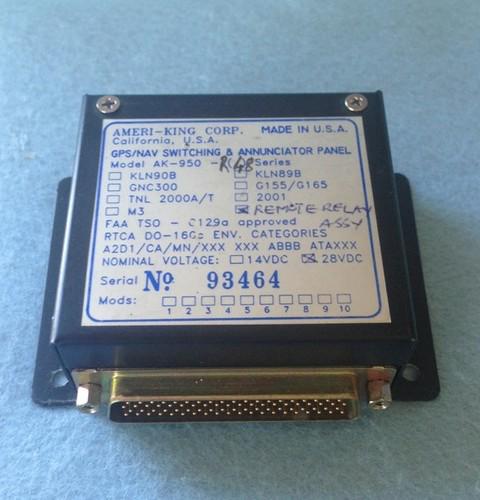 AMERI-KING CORP. MADE IN U.S.A.
California, U.S.A.
GPS/NAV SWITCHING & ANNUNCIATOR PANEL
Model AK-950 - Series
KLN90B KLN89B
GNC300 G155/G165
TNL 2000A/T 2001
M3 REMOTE RELAY
ASSY
FAA TSO - C129a approved
RTCA DO-160c ENV. CATEGORIES
A2D1/CA/MN/XXX XXX ABBB ATAXXX
NOMINAL VOLTAGE: 14VDC 28VDC
Serial No. 93464
Mods:
1 2 3 4 5 6 7 8 9 10